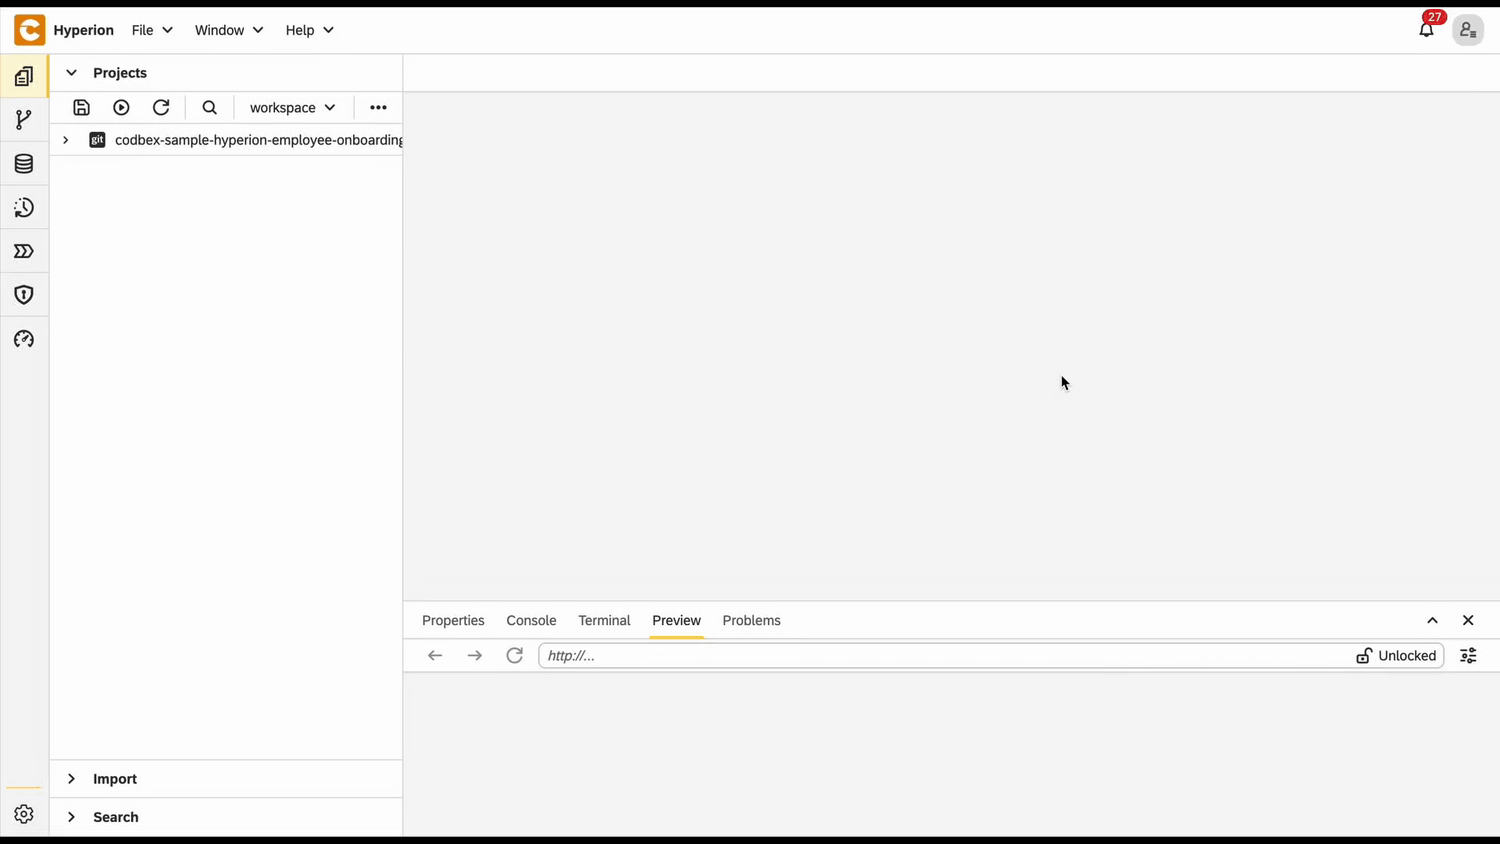 Hyperion File Window Help 27
Projects
workspace
git codbex-sample-hyperion-employee-onboarding
Properties Console Terminal Preview Problems
http://... Unlocked
Import
Search